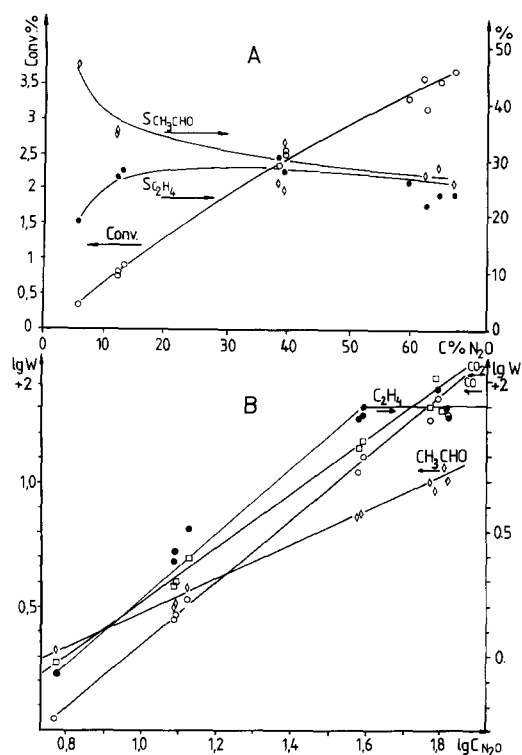 Conv.%
3,5
3
2,5
2
1,5
1
0,5
0
A
%
50
40
30
20
10
0
S CH₃CHO
S C₂H₄
Conv.
0 10 20 30 40 50 60 70
C% N₂O
lgW
+2
1,0
0,5
B
C₂H₄
CO₂
CO
CH₃CHO
lgW
+2
0.5
0.
0,8 1,0 1,2 1,4 1,6 1,8 lgC N₂O